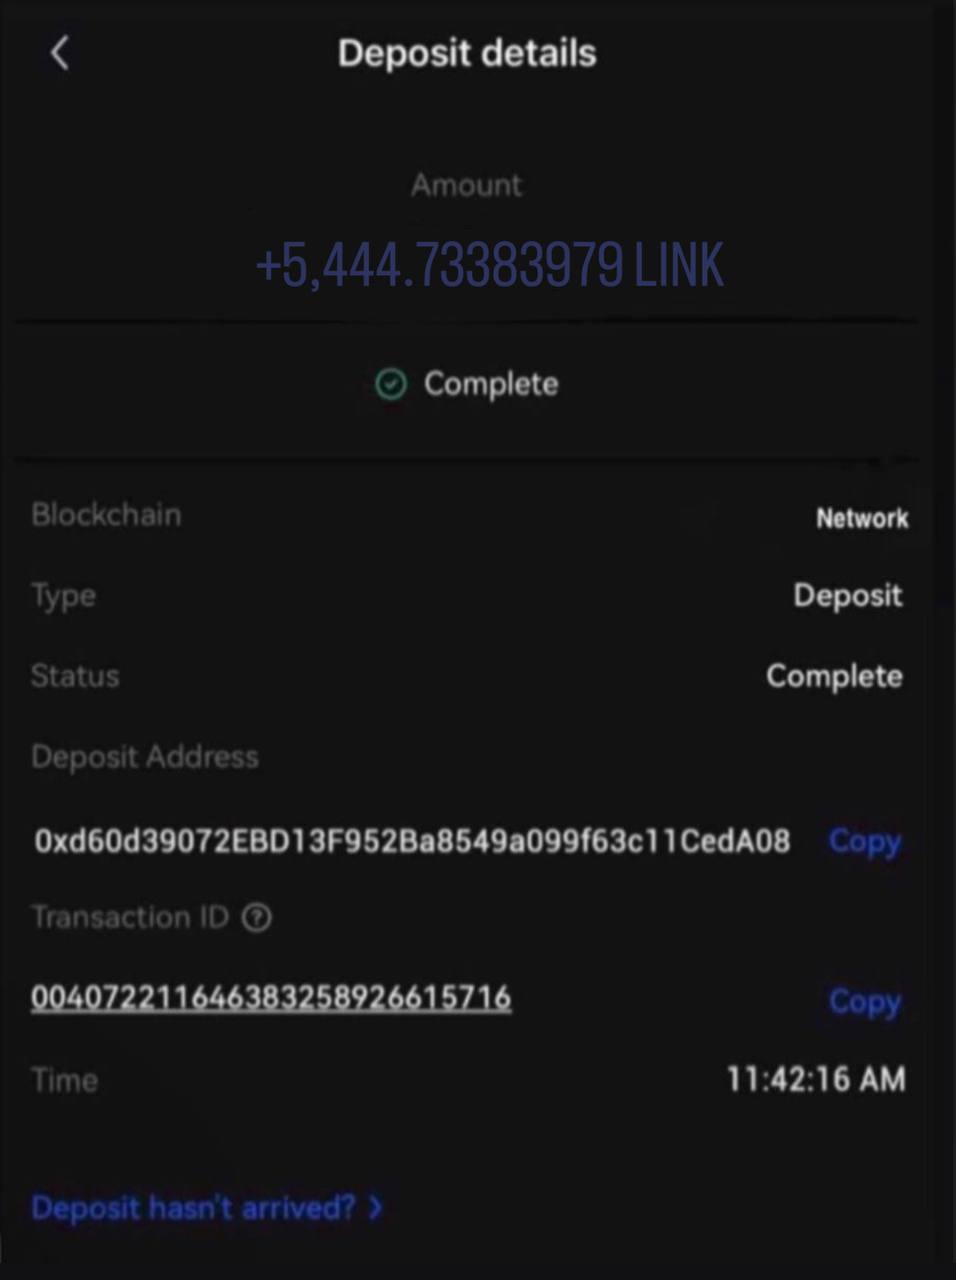 Deposit details
Amount
+5,444.73383979 LINK
Complete
Blockchain Network
Type Deposit
Status Complete
Deposit Address
0xd60d39072EBD13F952Ba8549a099f63c11CedA08 Copy
Transaction ID ?
004072211646383258926615716 Copy
Time 11:42:16 AM
Deposit hasn't arrived? >